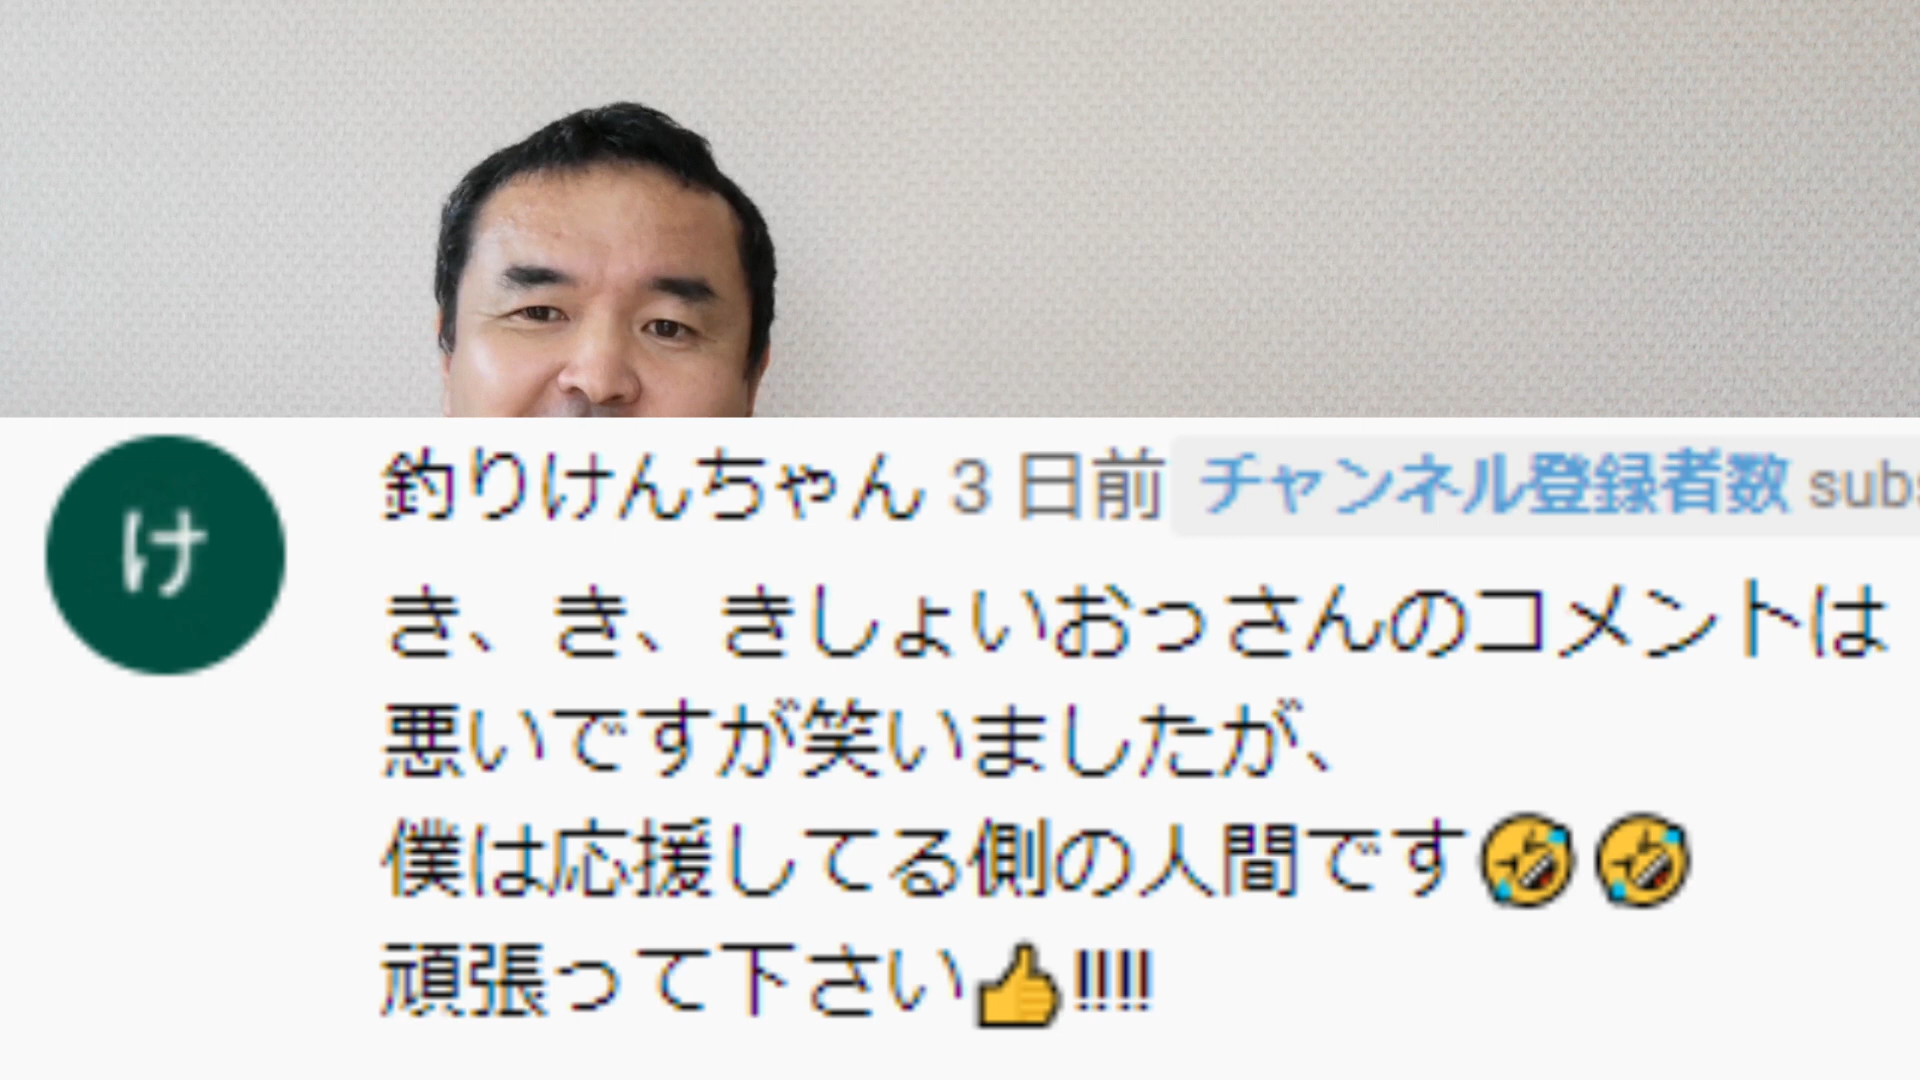 け
釣りけんちゃん 3 日前 チャンネル登録者数
き、き、きしょいおっさんのコメントは
悪いですが笑いましたが、
僕は応援してる側の人間です🤣🤣
頑張って下さい👍!!!!